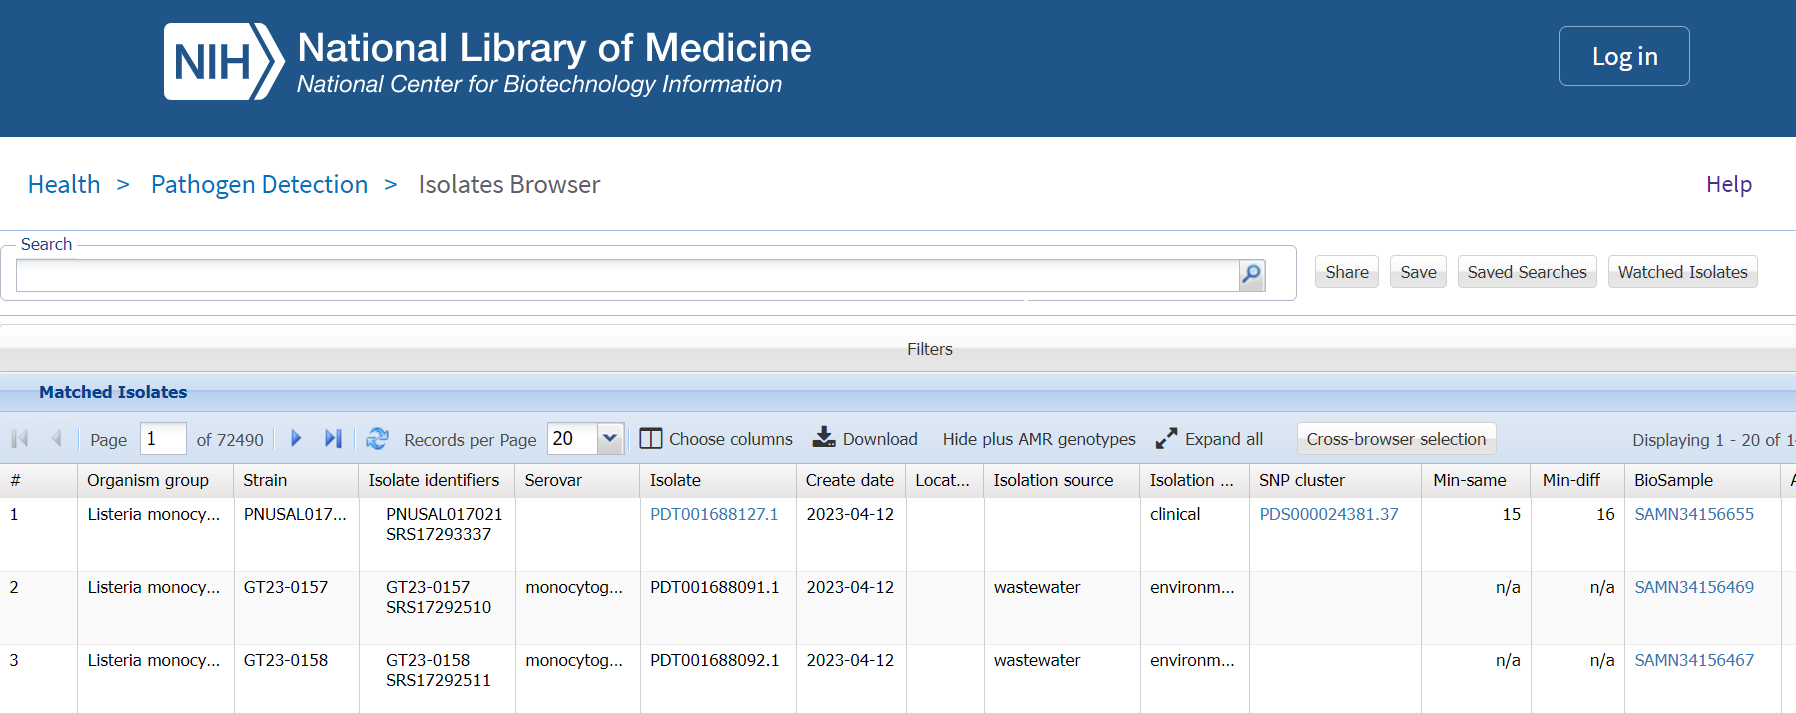 NIH National Library of Medicine
National Center for Biotechnology Information
Log in
Health > Pathogen Detection > Isolates Browser
Help
Search
Share Save Saved Searches Watched Isolates
Filters
Matched Isolates
Page 1 of 72490 Records per Page 20 Choose columns Download Hide plus AMR genotypes Expand all Cross-browser selection Displaying 1 - 20 of
# Organism group Strain Isolate identifiers Serovar Isolate Create date Locat... Isolation source Isolation ... SNP cluster Min-same Min-diff BioSample
1 Listeria monocy... PNUSAL017... PNUSAL017021 PDT001688127.1 2023-04-12 clinical PDS000024381.37 15 16 SAMN34156655
SRS17293337
2 Listeria monocy... GT23-0157 GT23-0157 monocytog... PDT001688091.1 2023-04-12 wastewater environm... n/a n/a SAMN34156469
SRS17292510
3 Listeria monocy... GT23-0158 GT23-0158 monocytog... PDT001688092.1 2023-04-12 wastewater environm... n/a n/a SAMN34156467
SRS17292511